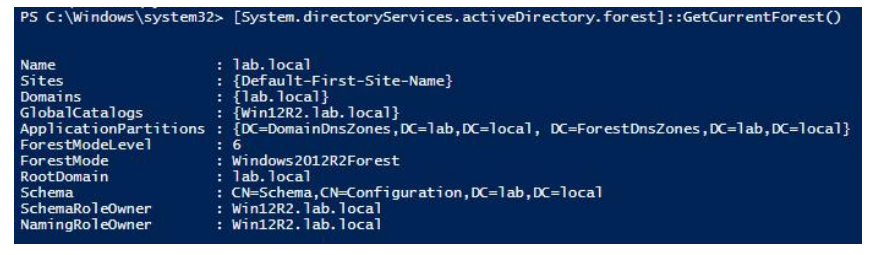 PS C:\Windows\system32> [System.directoryServices.activeDirectory.forest]::GetCurrentForest()
Name                  : lab.local
Sites                 : {Default-First-Site-Name}
Domains               : {lab.local}
GlobalCatalogs        : {Win12R2.lab.local}
ApplicationPartitions : {DC=DomainDnsZones,DC=lab,DC=local, DC=ForestDnsZones,DC=lab,DC=local}
ForestModeLevel       : 6
ForestMode            : Windows2012R2Forest
RootDomain            : lab.local
Schema                : CN=Schema,CN=Configuration,DC=lab,DC=local
SchemaRoleOwner       : Win12R2.lab.local
NamingRoleOwner       : Win12R2.lab.local